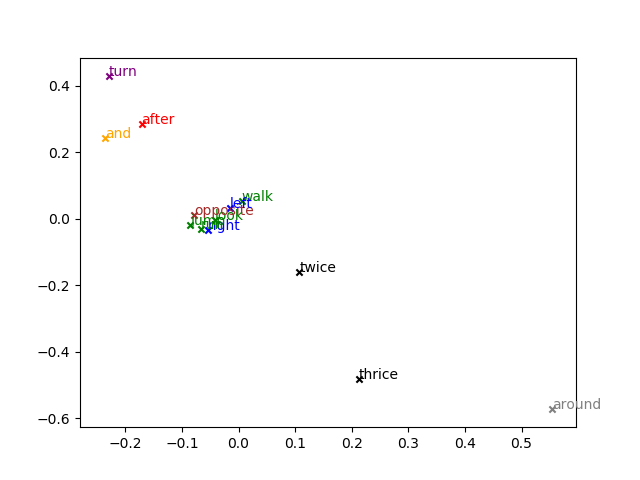 0.4
0.2
0.0
−0.2
−0.4
−0.6
turn
after
and
walk
left
opposite
look
jump
right
twice
thrice
around
−0.2
−0.1
0.0
0.1
0.2
0.3
0.4
0.5